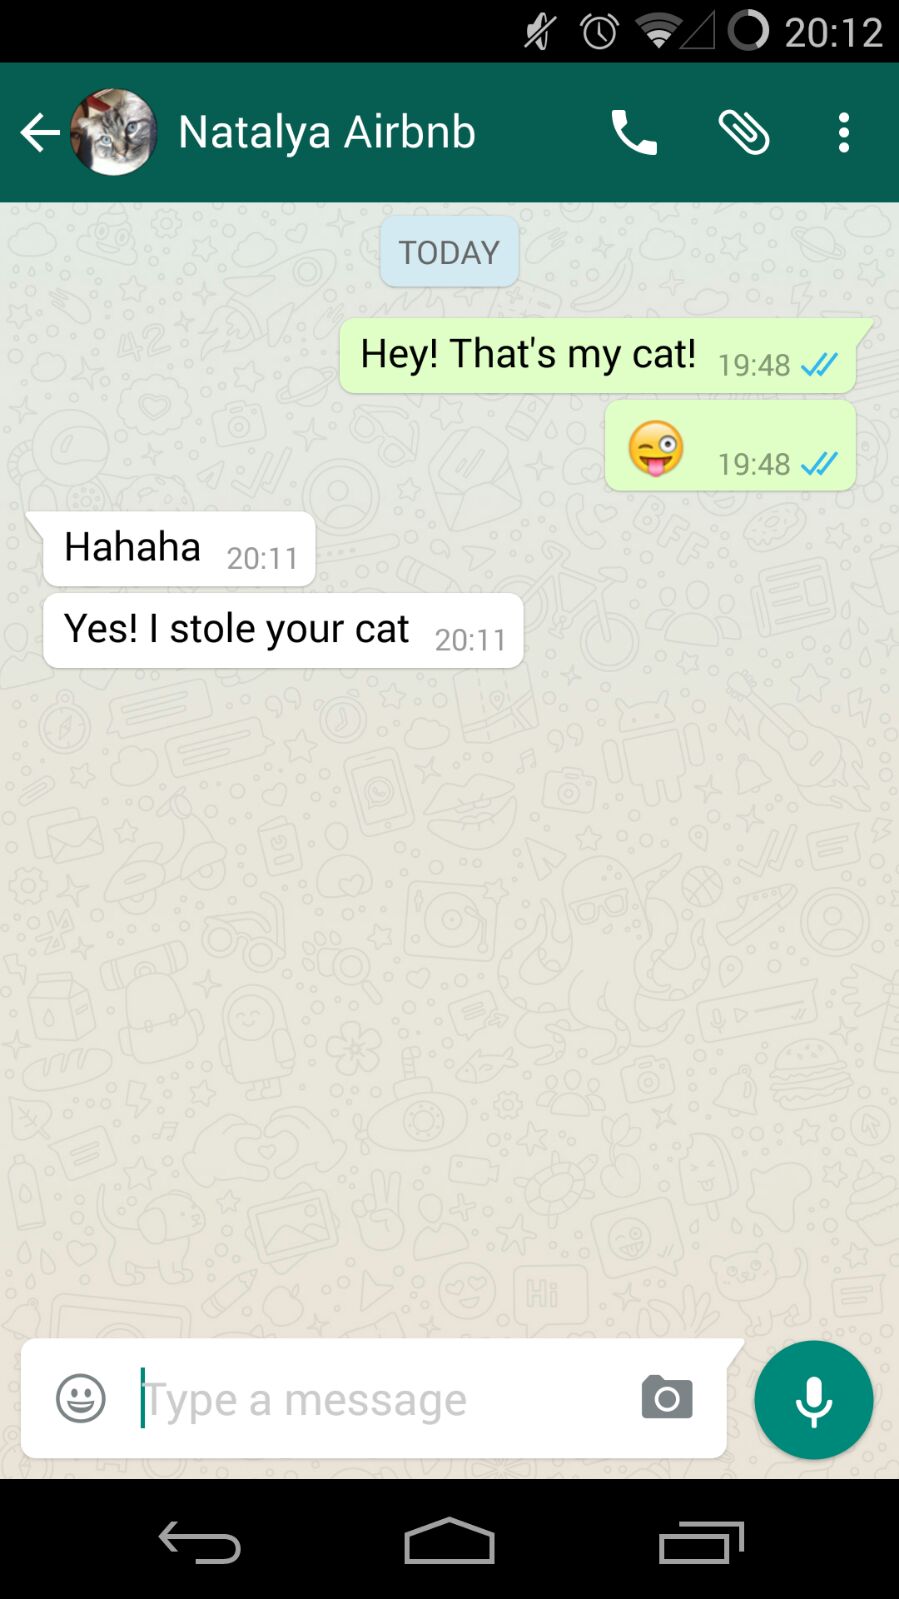 20:12
Natalya Airbnb
TODAY
Hey! That's my cat! 19:48
😜 19:48
Hahaha 20:11
Yes! I stole your cat 20:11
Type a message